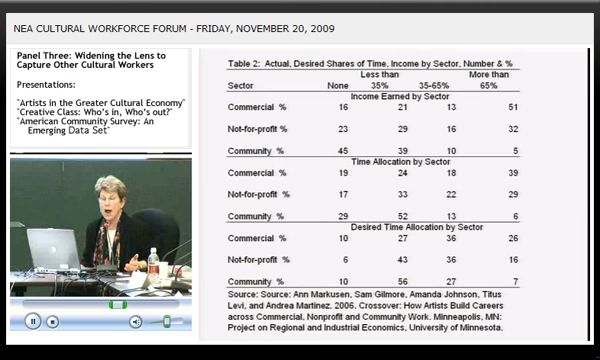 NEA CULTURAL WORKFORCE FORUM - FRIDAY, NOVEMBER 20, 2009
Panel Three: Widening the Lens to
Capture Other Cultural Workers
Presentations:
"Artists in the Greater Cultural Economy"
"Creative Class: Who's in, Who's out?"
"American Community Survey: An
Emerging Data Set"
Table 2: Actual, Desired Shares of Time, Income by Sector, Number & %
Less than More than
Sector None 35% 35-65% 65%
Income Earned by Sector
Commercial % 16 21 13 51
Not-for-profit % 23 29 16 32
Community % 45 39 10 5
Time Allocation by Sector
Commercial % 19 24 18 39
Not-for-profit % 17 33 22 29
Community % 29 52 13 6
Desired Time Allocation by Sector
Commercial % 10 27 36 26
Not-for-profit % 6 43 36 16
Community % 10 56 27 7
Source: Source: Ann Markusen, Sam Gilmore, Amanda Johnson, Titus
Levi, and Andrea Martinez. 2006. Crossover: How Artists Build Careers
across Commercial, Nonprofit and Community Work. Minneapolis, MN:
Project on Regional and Industrial Economics, University of Minnesota.